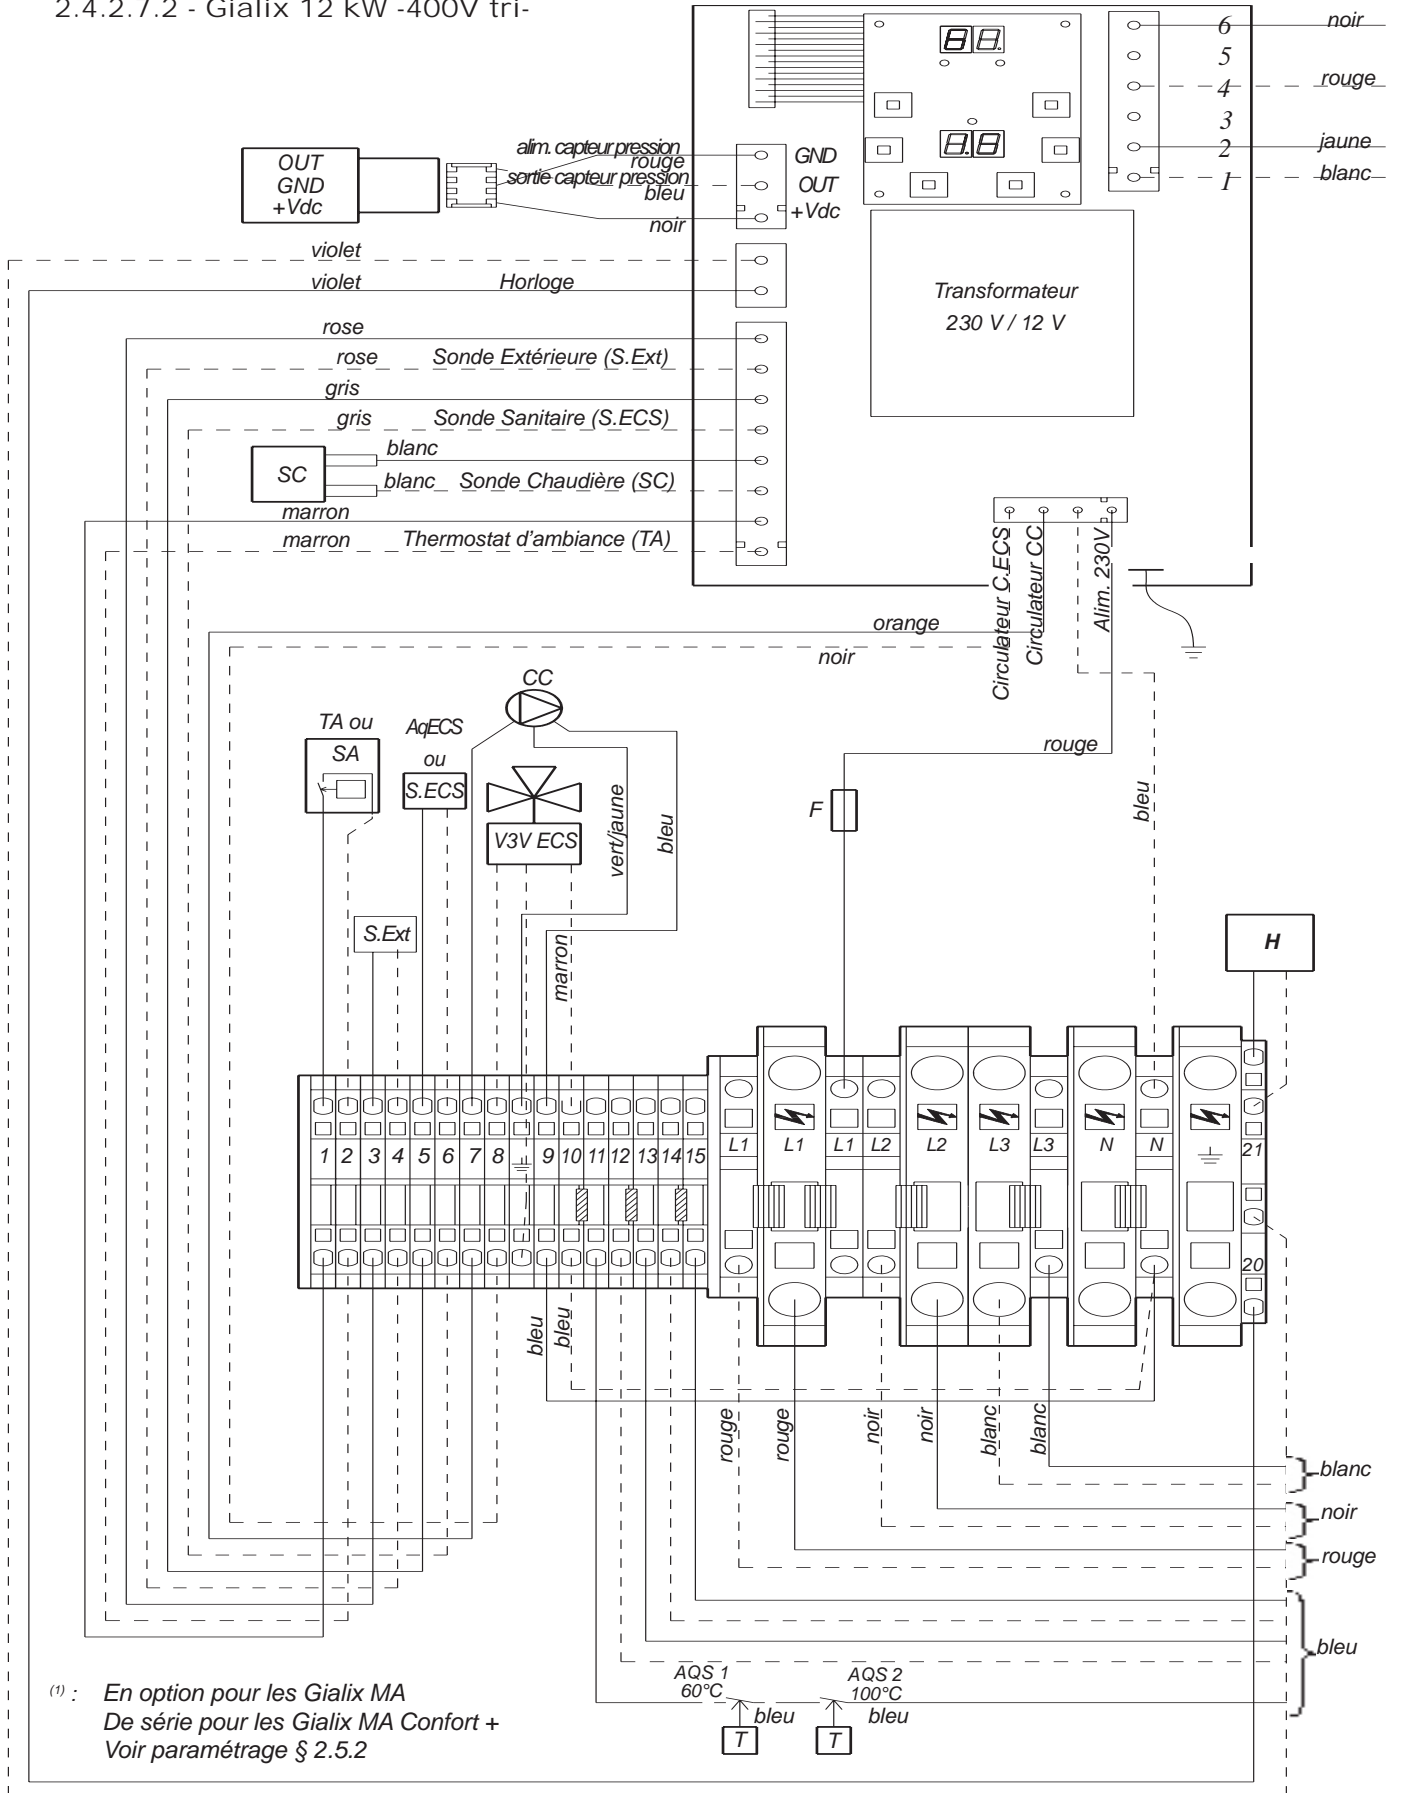 2.4.2.7.2 - Gialix 12 kW -400V tri-
6 noir
5
4 rouge
3
2 jaune
1 blanc
OUT
GND
+Vdc
alim. capteur pression
rouge
sortie capteur pression
bleu
noir
GND
OUT
+Vdc
violet
violet Horloge
Transformateur
230 V / 12 V
rose
rose Sonde Extérieure (S.Ext)
gris
gris Sonde Sanitaire (S.ECS)
SC
blanc
blanc Sonde Chaudière (SC)
marron
marron Thermostat d'ambiance (TA)
Circulateur C.ECS
Circulateur CC
Alim. 230V
orange
noir
CC
TA ou
SA
AqECS
ou
S.ECS
V3V ECS
vert/jaune
bleu
rouge
F
bleu
S.Ext
marron
H
1 2 3 4 5 6 7 8 9 10 11 12 13 14 15
L1 L1 L1 L2 L2 L3 L3 N N 21
20
bleu
bleu
rouge
rouge
noir
noir
blanc
blanc
blanc
noir
rouge
bleu
AQS 1
60°C
AQS 2
100°C
bleu
bleu
T
T
(1) : En option pour les Gialix MA
De série pour les Gialix MA Confort +
Voir paramétrage § 2.5.2